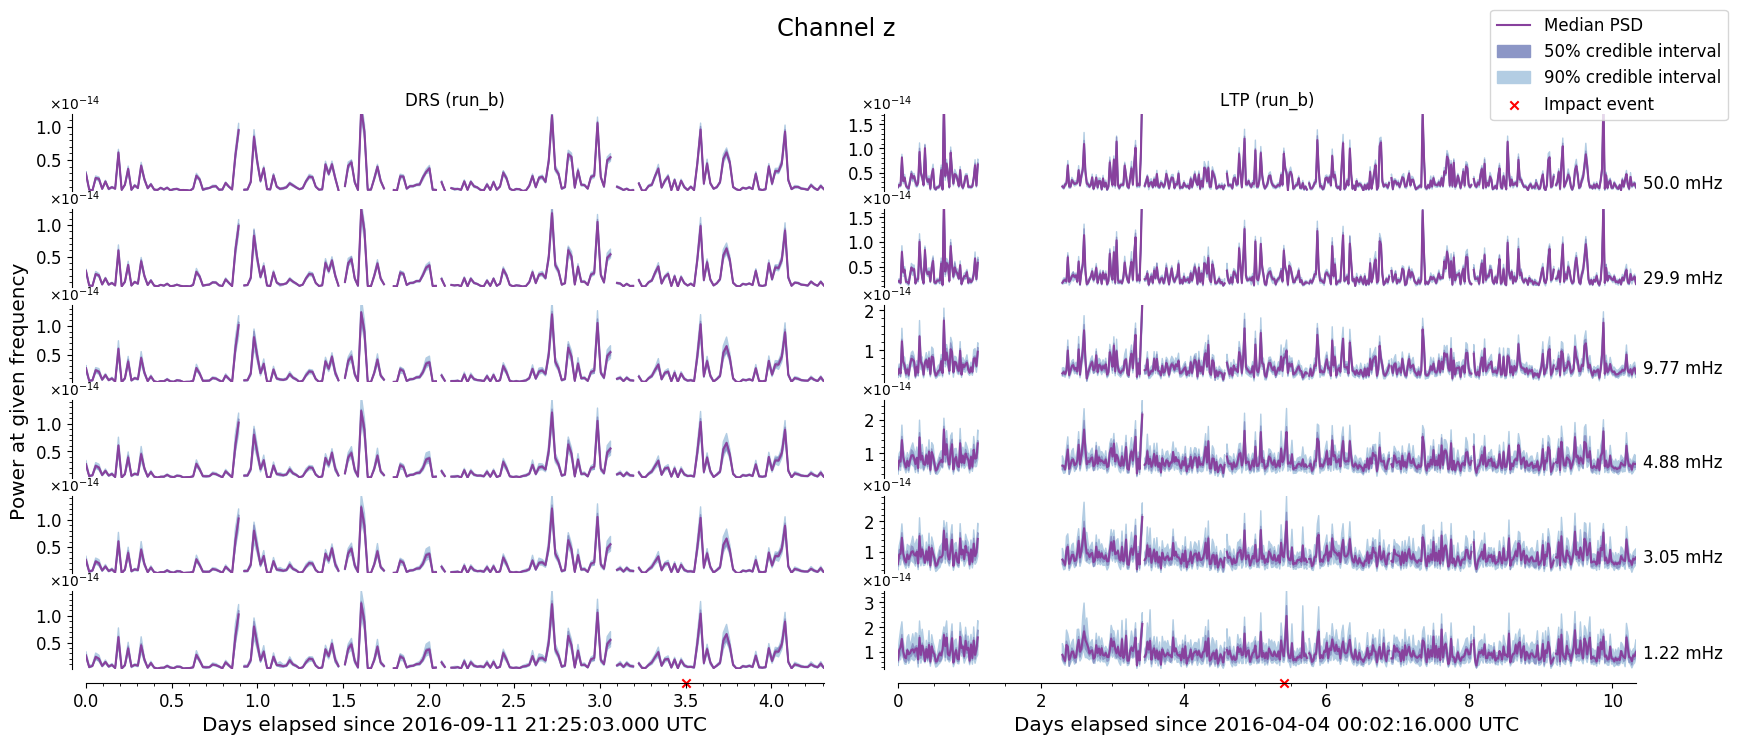 Channel z
Median PSD
50% credible interval
90% credible interval
Impact event
Power at given frequency
DRS (run_b)
×10⁻¹⁴
1.0
0.5
×10⁻¹⁴
1.0
0.5
×10⁻¹⁴
1.0
0.5
×10⁻¹⁴
1.0
0.5
×10⁻¹⁴
1.0
0.5
×10⁻¹⁴
1.0
0.5
0.0 0.5 1.0 1.5 2.0 2.5 3.0 3.5 4.0
Days elapsed since 2016-09-11 21:25:03.000 UTC
LTP (run_b)
×10⁻¹⁴
1.5
1.0
0.5
50.0 mHz
×10⁻¹⁴
1.5
1.0
0.5
29.9 mHz
×10⁻¹⁴
2
1
9.77 mHz
×10⁻¹⁴
2
1
4.88 mHz
×10⁻¹⁴
2
1
3.05 mHz
×10⁻¹⁴
3
2
1
1.22 mHz
0 2 4 6 8 10
Days elapsed since 2016-04-04 00:02:16.000 UTC